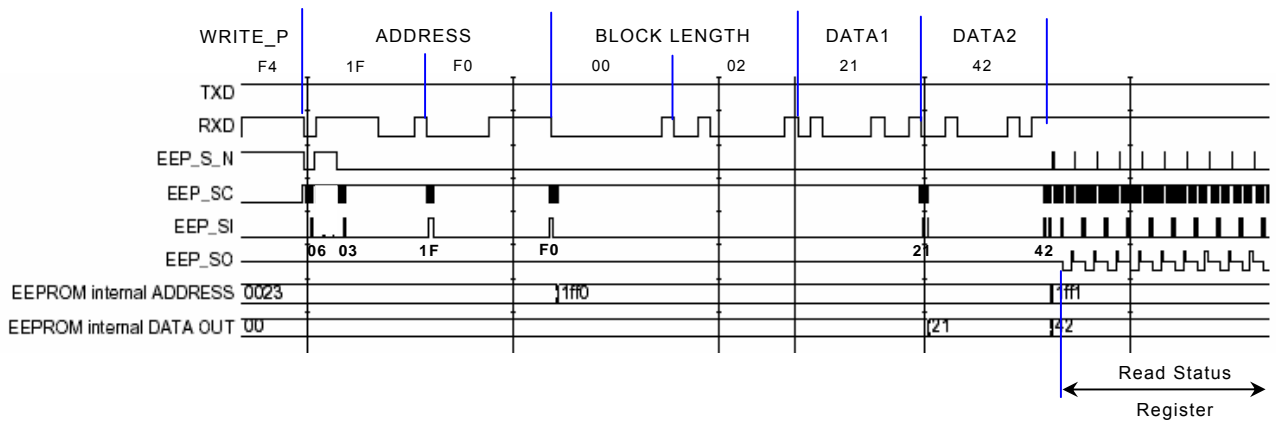 WRITE_P ADDRESS BLOCK LENGTH DATA1 DATA2
F4 1F F0 00 02 21 42
TXD
RXD
EEP_S_N
EEP_SC
EEP_SI
06 03 1F F0 21 42
EEP_SO
EEPROM internal ADDRESS 0023 1ff0 1ff1
EEPROM internal DATA OUT 00 21 42
Read Status
Register